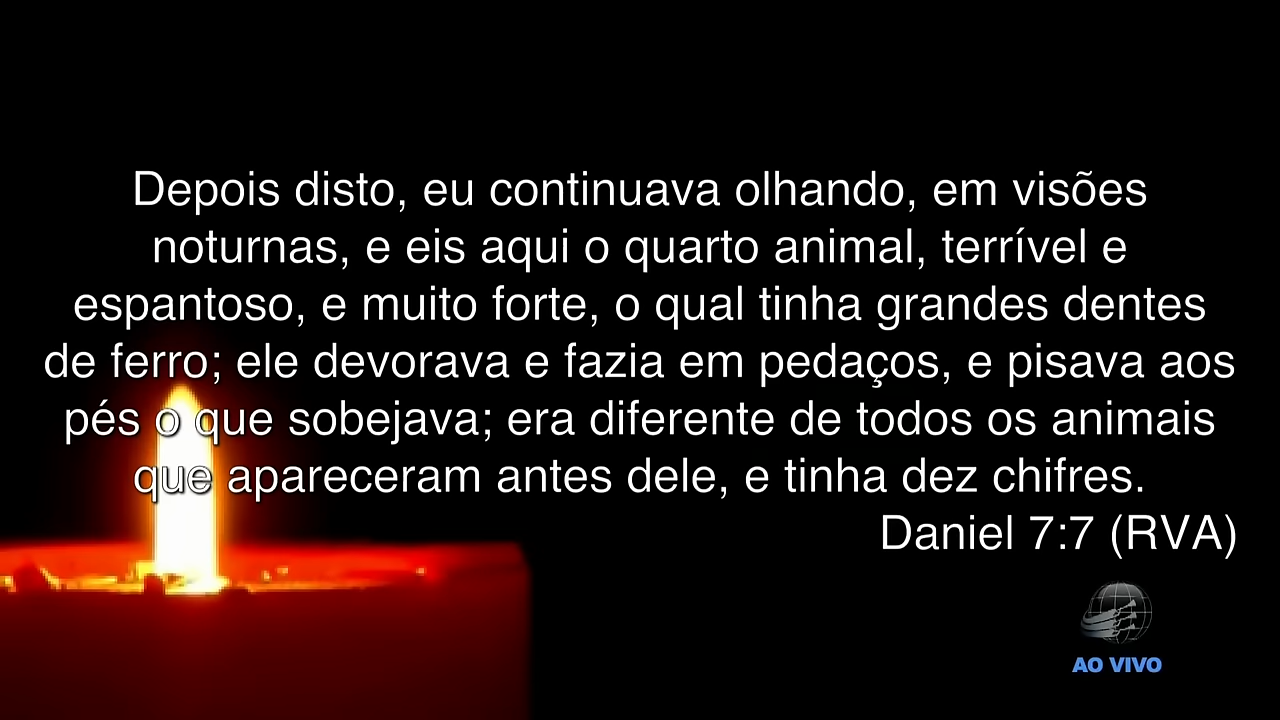 Depois disto, eu continuava olhando, em visões
noturnas, e eis aqui o quarto animal, terrível e
espantoso, e muito forte, o qual tinha grandes dentes
de ferro; ele devorava e fazia em pedaços, e pisava aos
pés o que sobejava; era diferente de todos os animais
que apareceram antes dele, e tinha dez chifres.
Daniel 7:7 (RVA)
AO VIVO